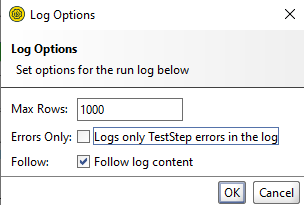 Log Options
Log Options
Set options for the run log below
Max Rows: 1000
Errors Only: Logs only TestStep errors in the log
Follow: Follow log content
OK Cancel